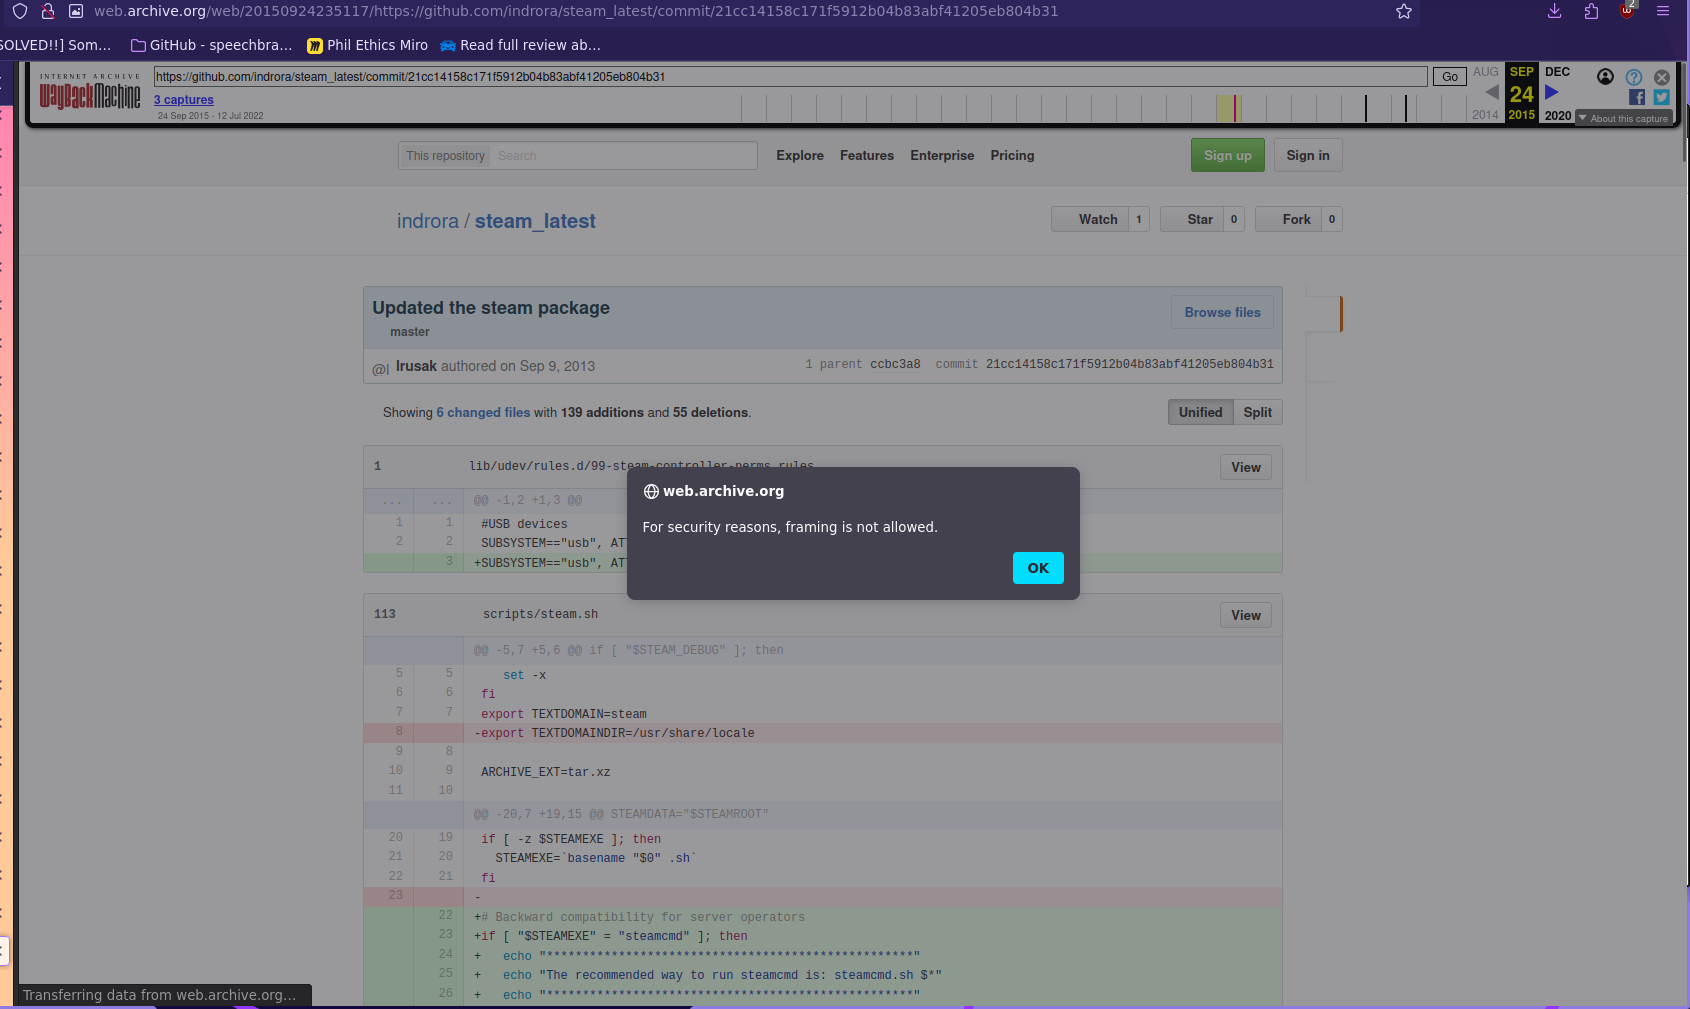 web.archive.org/web/20150924235117/https://github.com/indrora/steam_latest/commit/21cc14158c171f5912b04b83abf41205eb804b31
2
SOLVED!!] Som...
GitHub - speechbra...
Phil Ethics Miro
Read full review ab...
INTERNET ARCHIVE
WayBackMachine
https://github.com/indrora/steam_latest/commit/21cc14158c171f5912b04b83abf41205eb804b31
Go
3 captures
24 Sep 2015 - 12 Jul 2022
AUG SEP DEC
24
2014 2015 2020
About this capture
This repository Search
Explore Features Enterprise Pricing
Sign up Sign in
indrora / steam_latest
Watch 1 Star 0 Fork 0
Updated the steam package
Browse files
master
@l lrusak authored on Sep 9, 2013
1 parent ccbc3a8 commit 21cc14158c171f5912b04b83abf41205eb804b31
Showing 6 changed files with 139 additions and 55 deletions.
Unified Split
1 lib/udev/rules.d/99-steam-controller-perms.rules
View
... ... @@ -1,2 +1,3 @@
1 1 #USB devices
2 2 SUBSYSTEM=="usb", AT
3 +SUBSYSTEM=="usb", AT
web.archive.org
For security reasons, framing is not allowed.
OK
113 scripts/steam.sh
View
@@ -5,7 +5,6 @@ if [ "$STEAM_DEBUG" ]; then
5 5 set -x
6 6 fi
7 7 export TEXTDOMAIN=steam
8 -export TEXTDOMAINDIR=/usr/share/locale
9 8
10 9 ARCHIVE_EXT=tar.xz
11 10
@@ -20,7 +19,15 @@ STEAMDATA="$STEAMROOT"
20 19 if [ -z $STEAMEXE ]; then
21 20 STEAMEXE=`basename "$0" .sh`
22 21 fi
23 -
22 +# Backward compatibility for server operators
23 +if [ "$STEAMEXE" = "steamcmd" ]; then
24 + echo "***************************************************"
25 + echo "The recommended way to run steamcmd is: steamcmd.sh $*"
26 + echo "***************************************************"
Transferring data from web.archive.org...